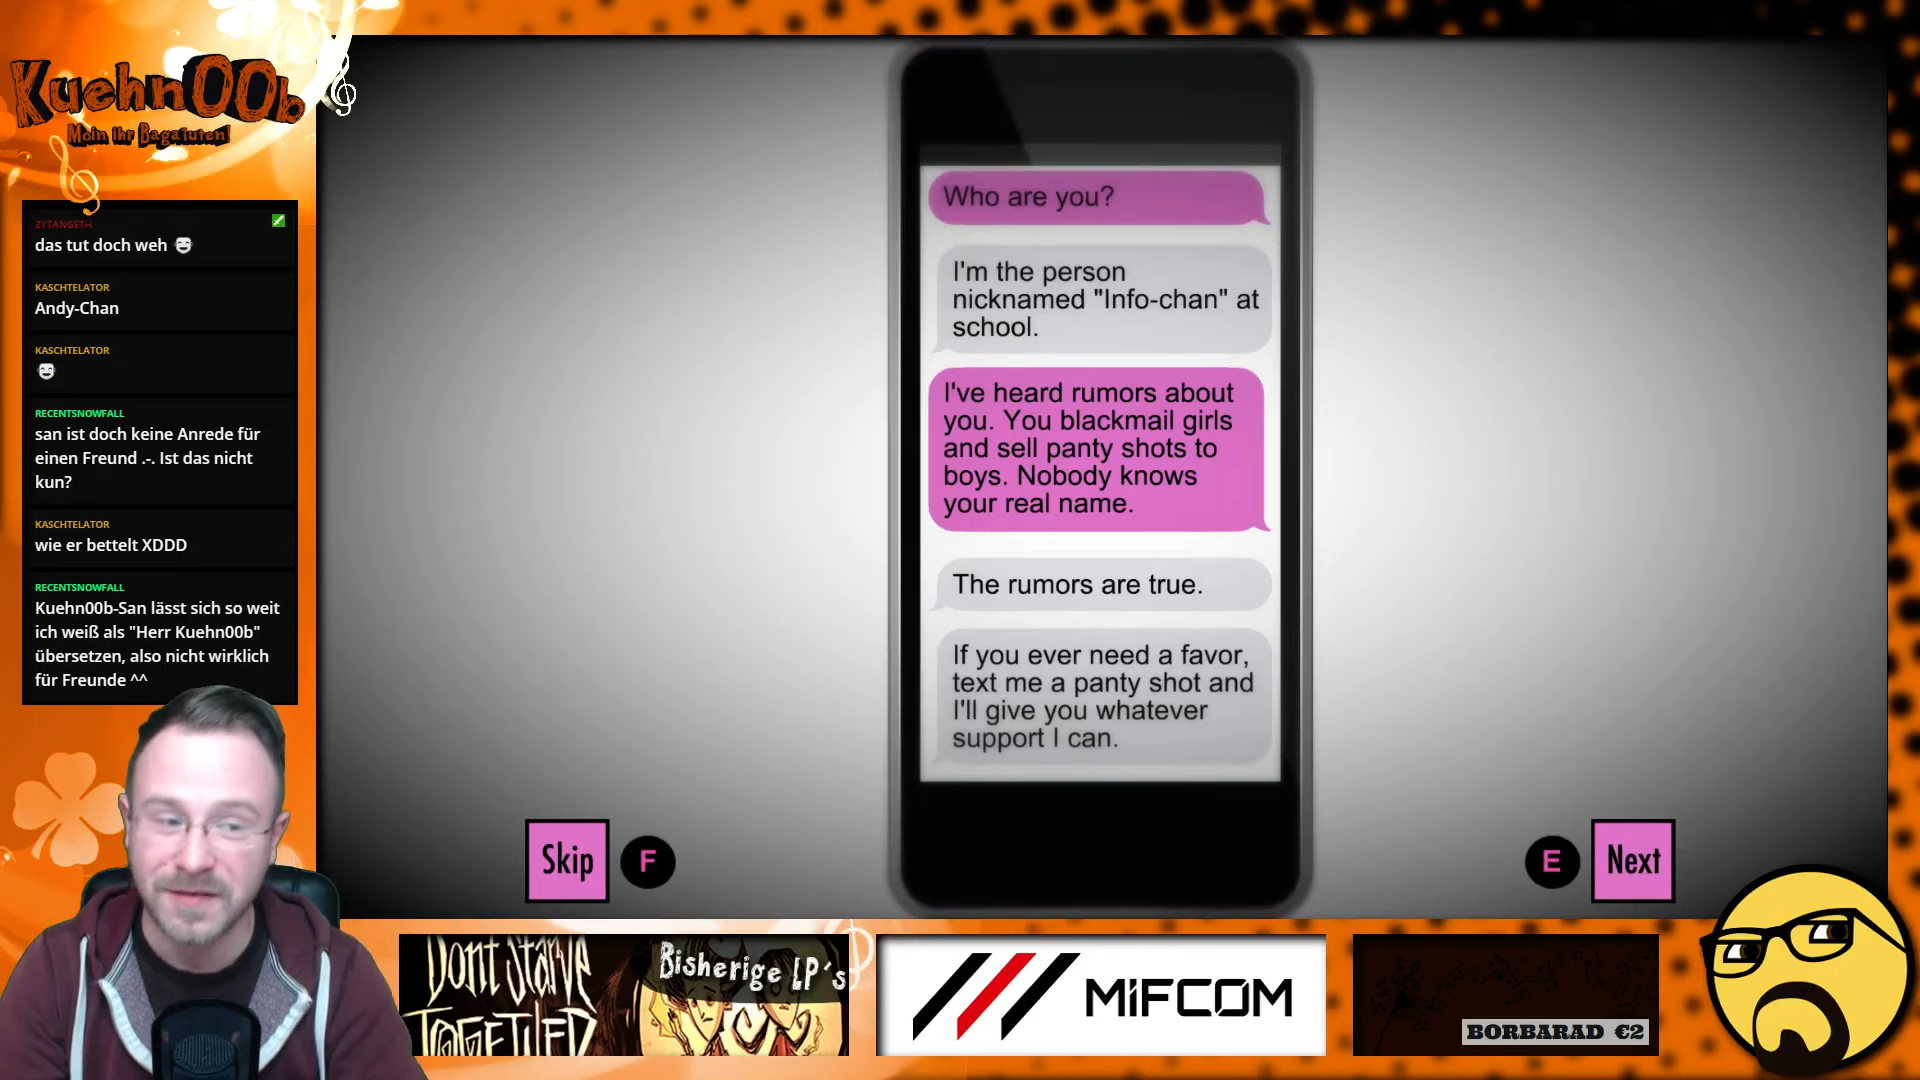 Kuehn00b
Moin ihr Bagaluten!
ZYTANGETH
das tut doch weh
KASCHTELATOR
Andy-Chan
KASCHTELATOR
RECENTSNOWFALL
san ist doch keine Anrede für
einen Freund .-. Ist das nicht
kun?
KASCHTELATOR
wie er bettelt XDDD
RECENTSNOWFALL
Kuehn00b-San lässt sich so weit
ich weiß als "Herr Kuehn00b"
übersetzen, also nicht wirklich
für Freunde ^^
Who are you?
I'm the person
nicknamed "Info-chan" at
school.
I've heard rumors about
you. You blackmail girls
and sell panty shots to
boys. Nobody knows
your real name.
The rumors are true.
If you ever need a favor,
text me a panty shot and
I'll give you whatever
support I can.
Skip F
E Next
DONT STARVE
TOGETHER
Bisherige LP's
MIFCOM
BORBARAD €2